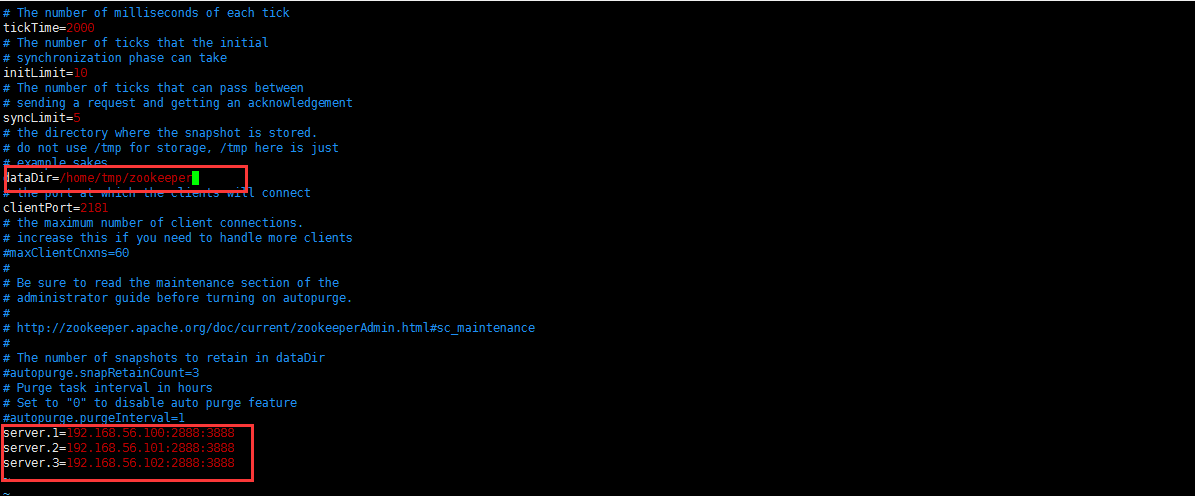 # The number of milliseconds of each tick
tickTime=2000
# The number of ticks that the initial
# synchronization phase can take
initLimit=10
# The number of ticks that can pass between
# sending a request and getting an acknowledgement
syncLimit=5
# the directory where the snapshot is stored.
# do not use /tmp for storage, /tmp here is just
# example sakes.
dataDir=/home/tmp/zookeeper
# the port at which the clients will connect
clientPort=2181
# the maximum number of client connections.
# increase this if you need to handle more clients
#maxClientCnxns=60
#
# Be sure to read the maintenance section of the
# administrator guide before turning on autopurge.
#
# http://zookeeper.apache.org/doc/current/zookeeperAdmin.html#sc_maintenance
#
# The number of snapshots to retain in dataDir
#autopurge.snapRetainCount=3
# Purge task interval in hours
# Set to "0" to disable auto purge feature
#autopurge.purgeInterval=1
server.1=192.168.56.100:2888:3888
server.2=192.168.56.101:2888:3888
server.3=192.168.56.102:2888:3888
~
~